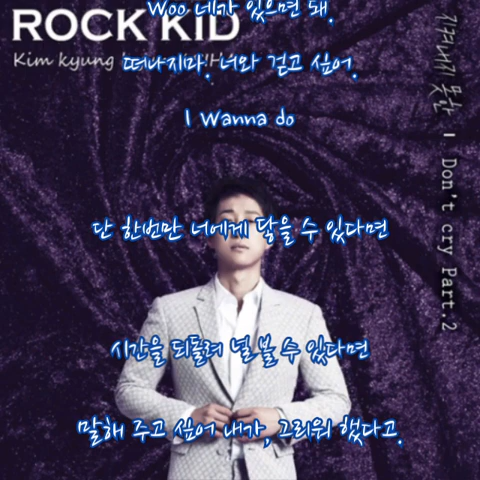 ROCK KID
Woo 네가 있으면 돼.
Kim kyung
떠나지마. 너와 걷고 싶어.
I Wanna do
단 한번만 너에게 닿을 수 있다면
시간을 되돌려 널 볼 수 있다면
말해 주고 싶어 내가, 그리워 했다고.
못한 I Don't cry Part.2